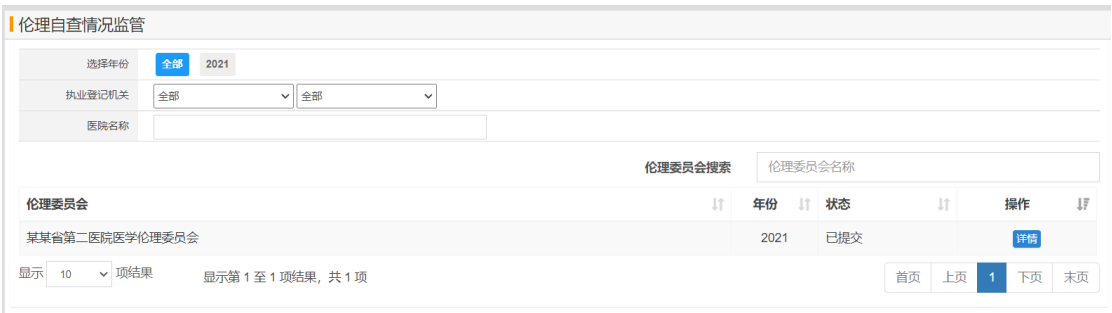 伦理自查情况监管
选择年份 全部 2021
执业登记机关 全部 全部
医院名称
伦理委员会搜索 伦理委员会名称
伦理委员会 年份 状态 操作
某某省第二医院医学伦理委员会 2021 已提交 详情
显示 10 项结果 显示第 1 至 1 项结果，共 1 项 首页 上页 1 下页 末页